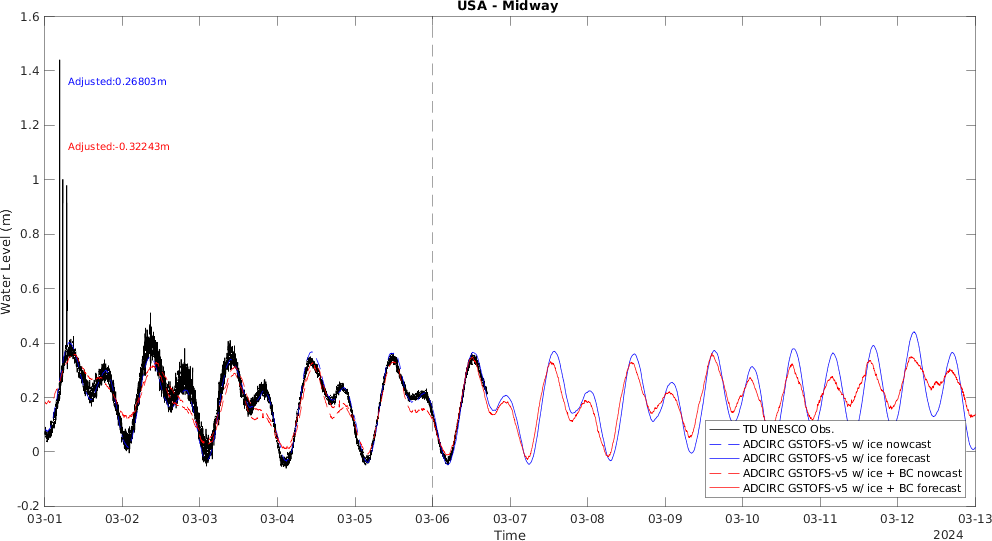 USA - Midway
1.6
1.4
1.2
1
0.8
0.6
0.4
0.2
0
-0.2
Water Level (m)
Adjusted:0.26803m
Adjusted:-0.32243m
TD UNESCO Obs.
ADCIRC GSTOFS-v5 w/ ice nowcast
ADCIRC GSTOFS-v5 w/ ice forecast
ADCIRC GSTOFS-v5 w/ ice + BC nowcast
ADCIRC GSTOFS-v5 w/ ice + BC forecast
03-01 03-02 03-03 03-04 03-05 03-06 03-07 03-08 03-09 03-10 03-11 03-12 03-13
Time
2024